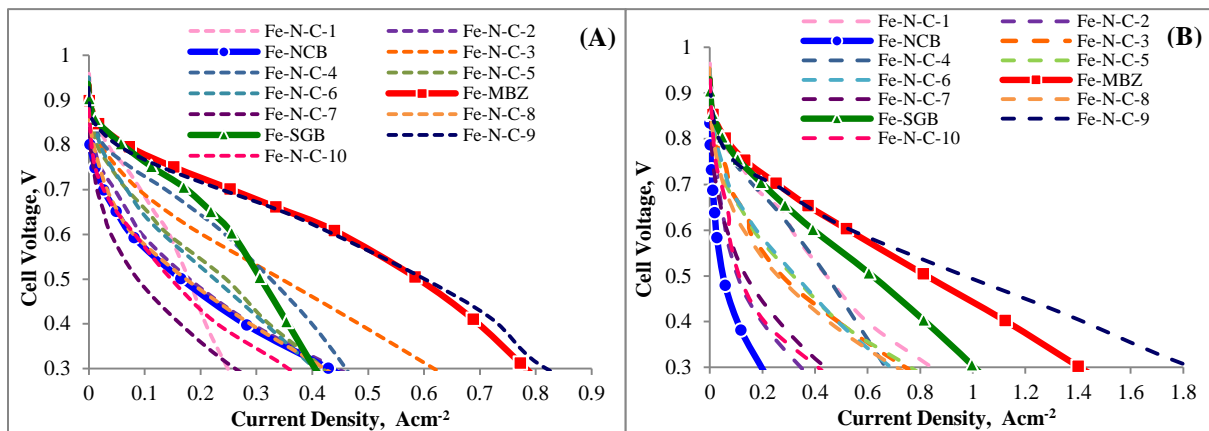 (A)
Fe-N-C-1 Fe-N-C-2
Fe-NCB Fe-N-C-3
Fe-N-C-4 Fe-N-C-5
Fe-N-C-6 Fe-MBZ
Fe-N-C-7 Fe-N-C-8
Fe-SGB Fe-N-C-9
Fe-N-C-10
Cell Voltage, V
1
0.9
0.8
0.7
0.6
0.5
0.4
0.3
0 0.1 0.2 0.3 0.4 0.5 0.6 0.7 0.8 0.9
Current Density, Acm-2
(B)
Fe-N-C-1 Fe-N-C-2
Fe-NCB Fe-N-C-3
Fe-N-C-4 Fe-N-C-5
Fe-N-C-6 Fe-MBZ
Fe-N-C-7 Fe-N-C-8
Fe-SGB Fe-N-C-9
Fe-N-C-10
Cell Voltage, V
1
0.9
0.8
0.7
0.6
0.5
0.4
0.3
0 0.2 0.4 0.6 0.8 1 1.2 1.4 1.6 1.8
Current Density, Acm-2